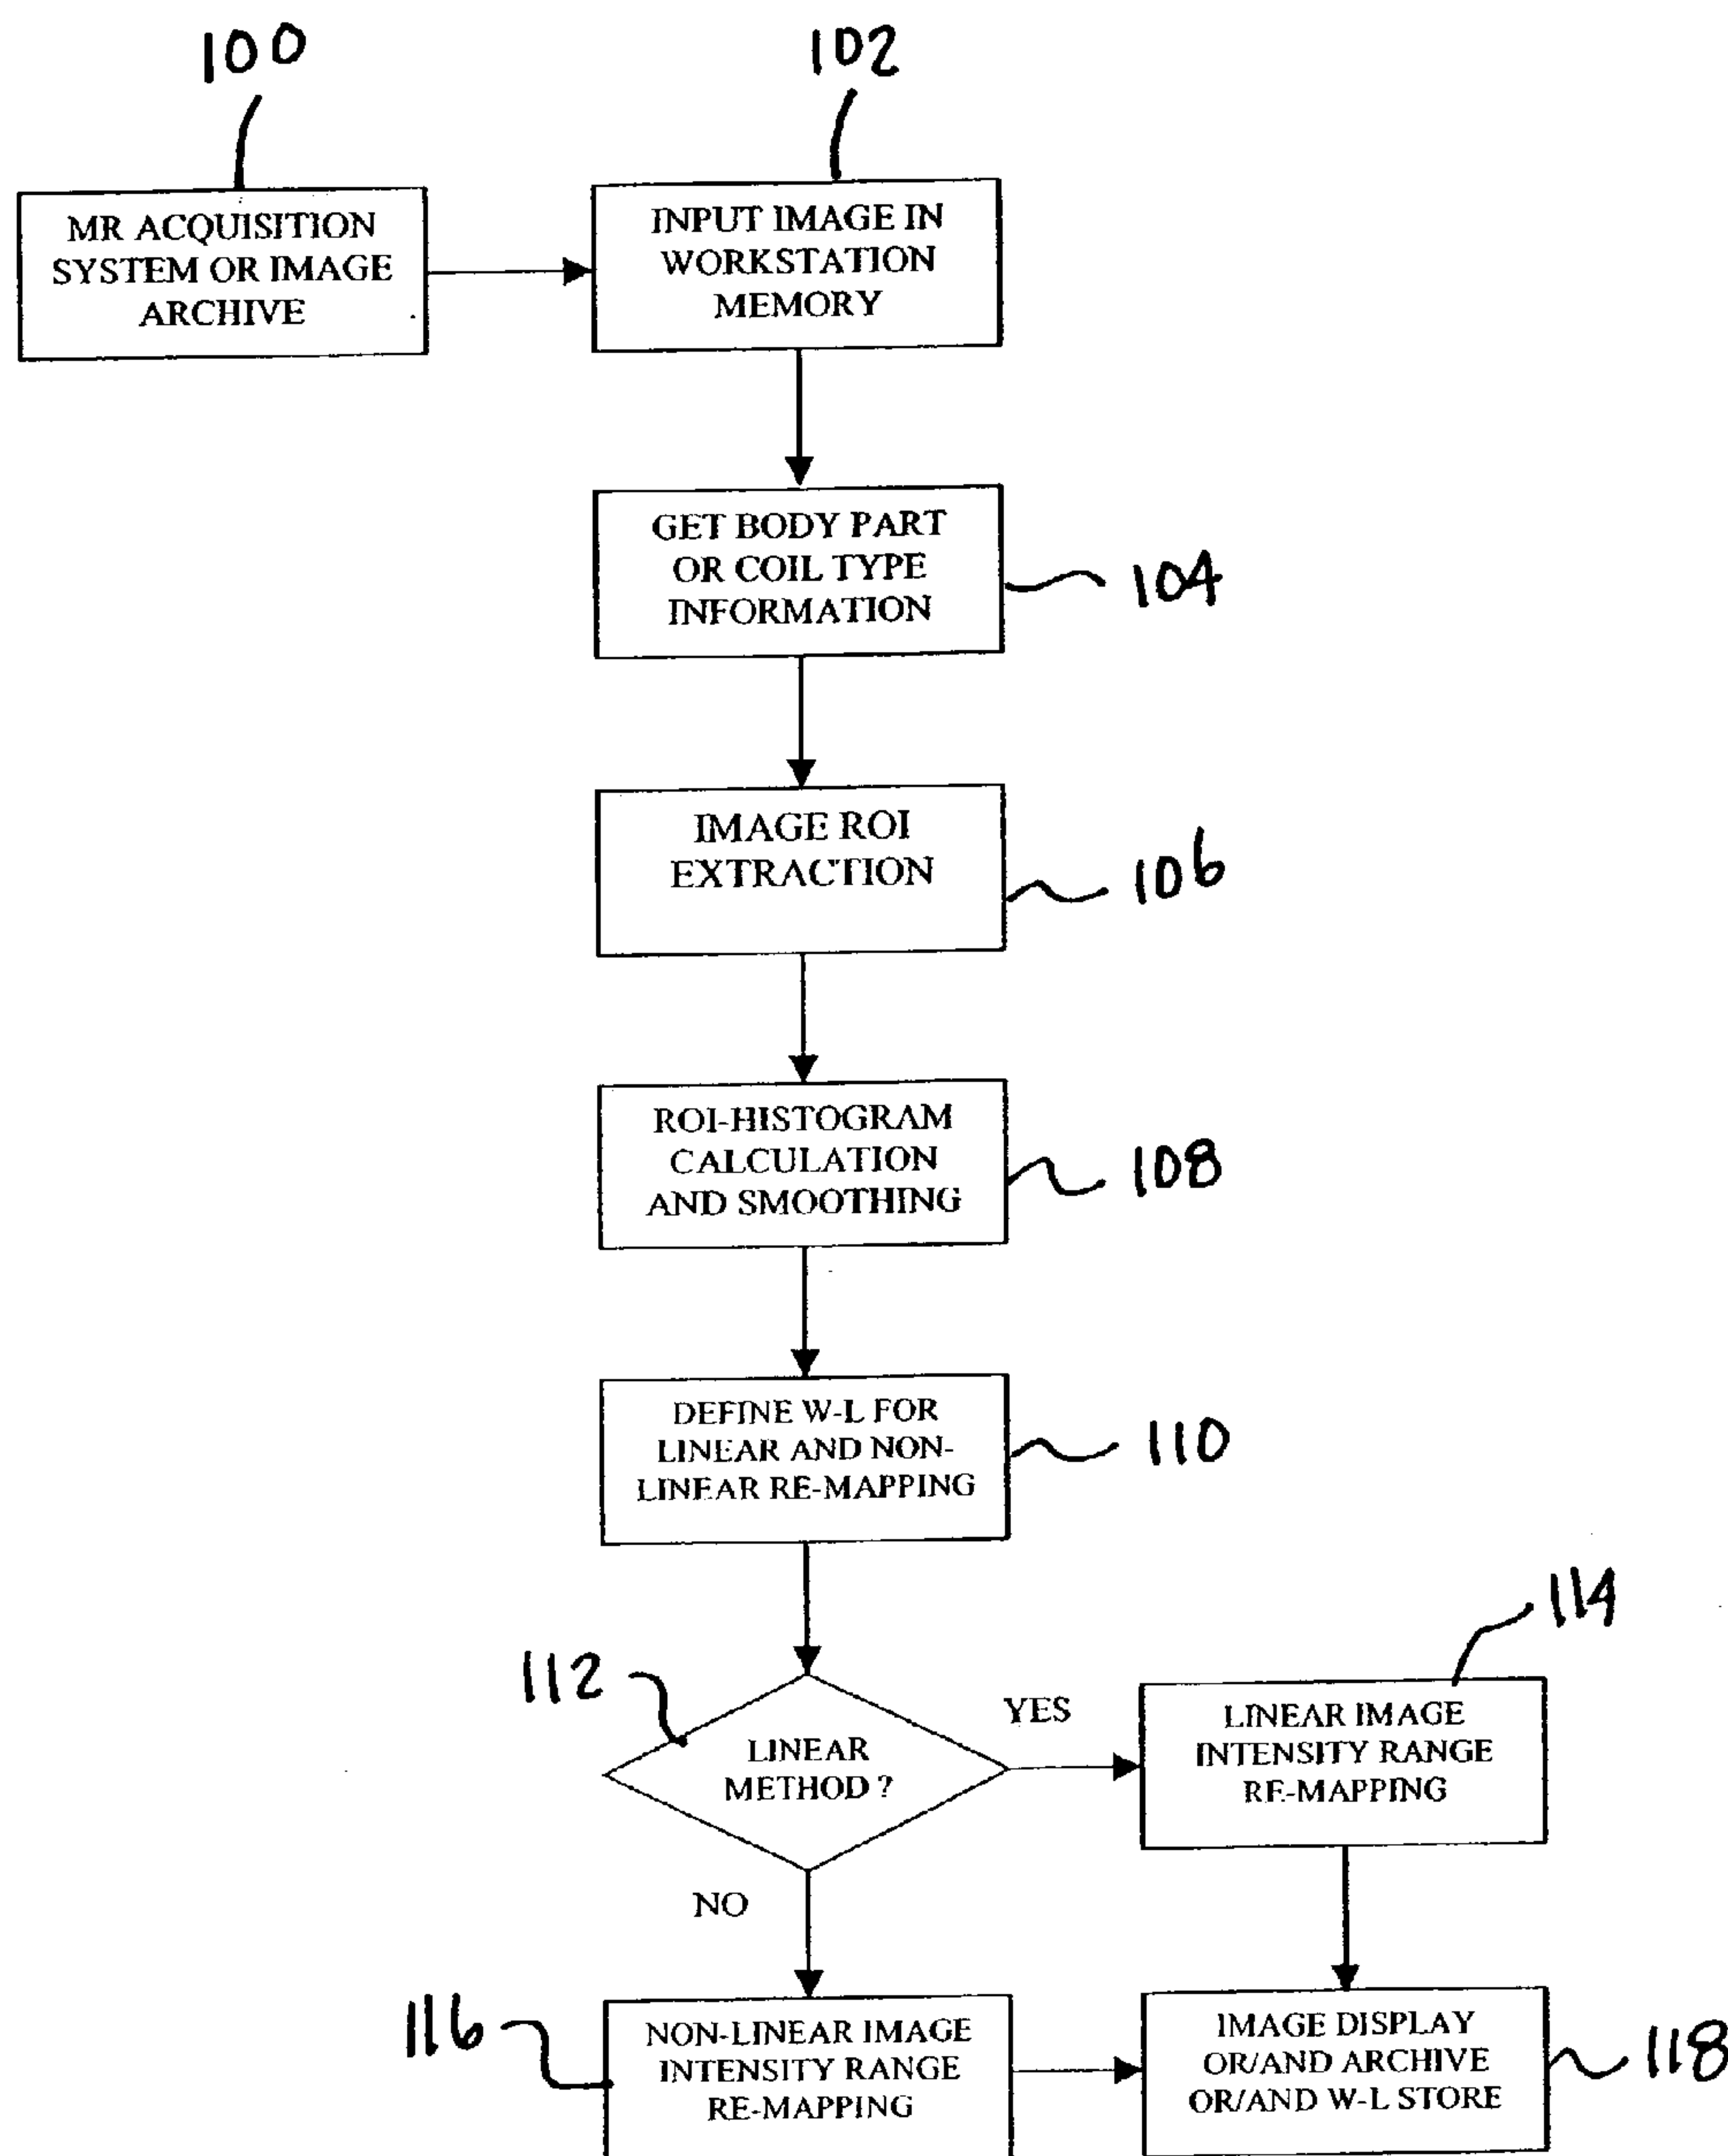 100
102
MR ACQUISITION
SYSTEM OR IMAGE
ARCHIVE
INPUT IMAGE IN
WORKSTATION
MEMORY
GET BODY PART
OR COIL TYPE
INFORMATION
104
IMAGE ROI
EXTRACTION
106
ROI-HISTOGRAM
CALCULATION
AND SMOOTHING
108
DEFINE W-L FOR
LINEAR AND NON-
LINEAR RE-MAPPING
110
112
LINEAR
METHOD ?
YES
NO
114
LINEAR IMAGE
INTENSITY RANGE
RE-MAPPING
116
NON-LINEAR IMAGE
INTENSITY RANGE
RE-MAPPING
IMAGE DISPLAY
OR/AND ARCHIVE
OR/AND W-L STORE
118